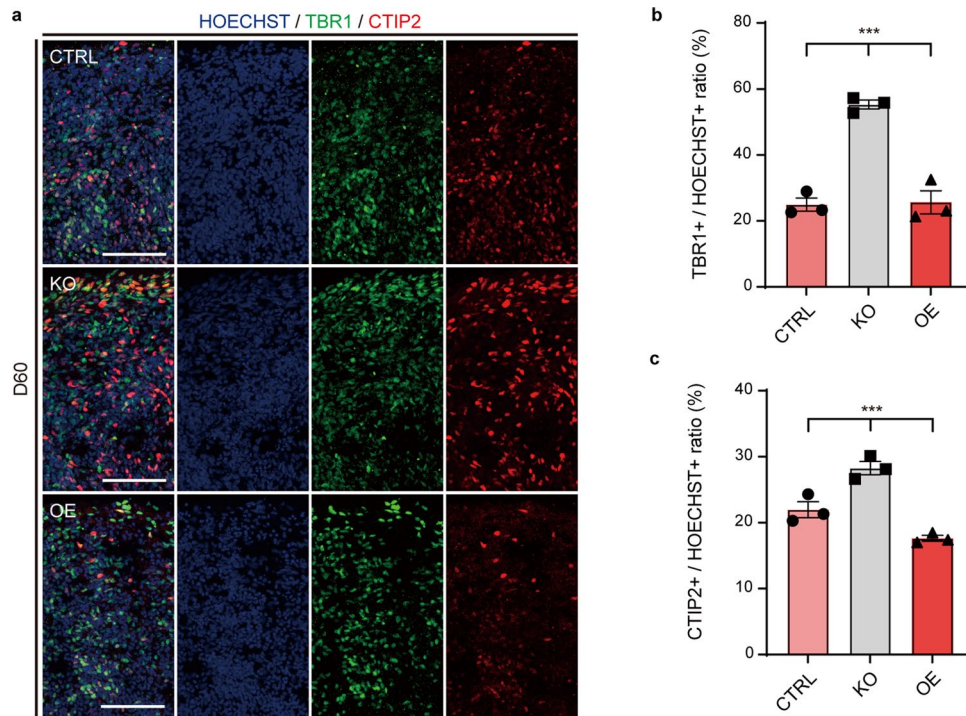 a
HOECHST / TBR1 / CTIP2
CTRL
KO
OE
D60
b
TBR1+ / HOECHST+ ratio (%)
80
60
40
20
0
***
CTRL
KO
OE
c
CTIP2+ / HOECHST+ ratio (%)
40
30
20
10
0
***
CTRL
KO
OE